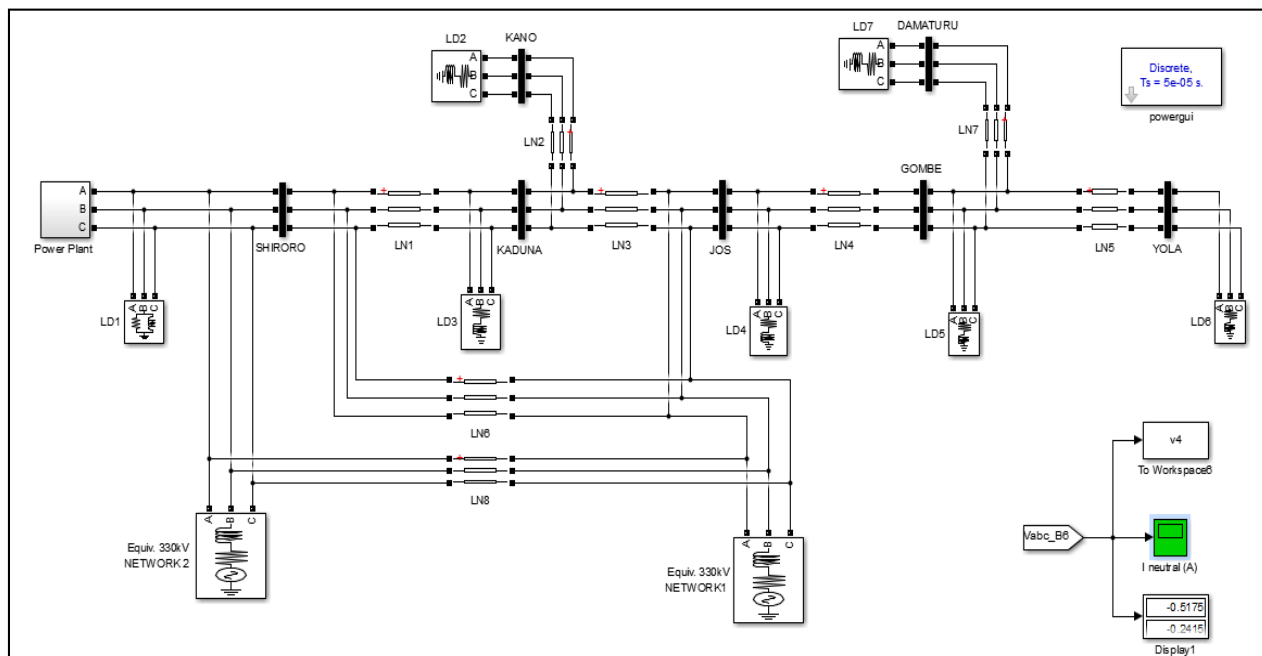 LD2
KANO
A
B
C
LN2
LD7
DAMATURU
A
B
C
LN7
Discrete,
Ts = 5e-05 s.
powergui
A
B
C
Power Plant
SHIRORO
LN1
KADUNA
LN3
JOS
LN4
GOMBE
LN5
YOLA
A B C
LD1
A B C
LD3
A B C
LD4
A B C
LD5
A B C
LD6
LN6
LN8
A B C
Equiv. 330kV
NETWORK 2
A B C
Equiv. 330kV
NETWORK1
Vabc_B6
v4
To Workspace6
I neutral (A)
-0.5175
-0.2415
Display1